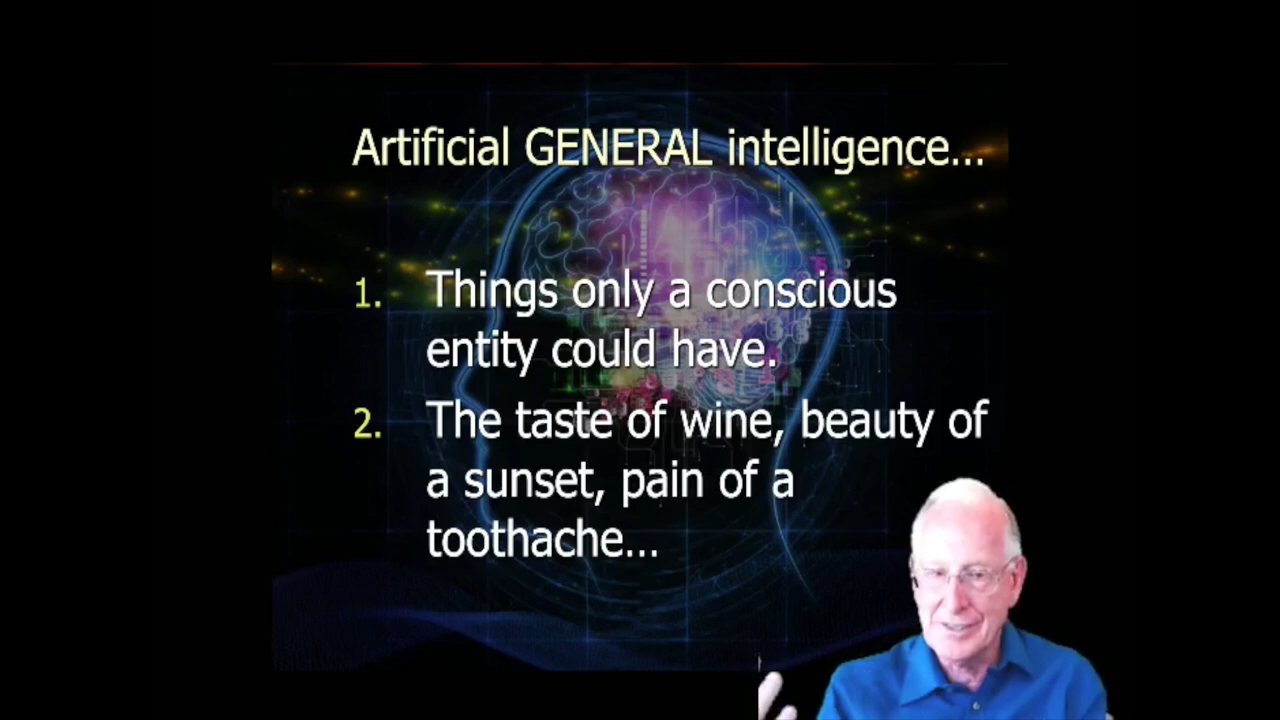 Artificial GENERAL intelligence...
1. Things only a conscious
entity could have.
2. The taste of wine, beauty of
a sunset, pain of a
toothache...